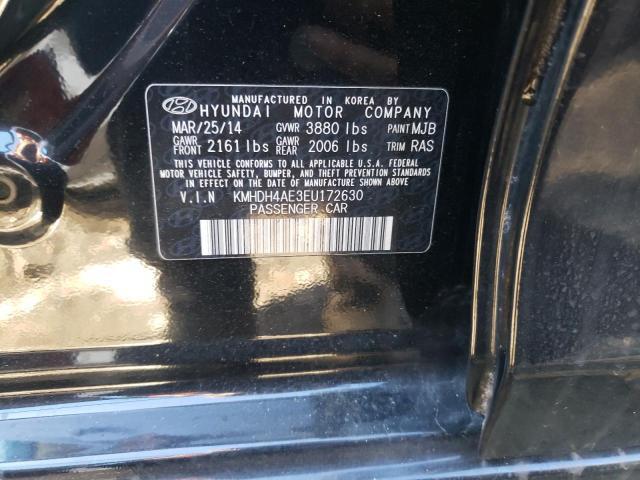 MANUFACTURED IN KOREA BY
HYUNDAI MOTOR COMPANY
MAR/25/14 GVWR 3880 lbs PAINT MJB
GAWR FRONT 2161 lbs GAWR REAR 2006 lbs TRIM RAS
THIS VEHICLE CONFORMS TO ALL APPLICABLE U.S.A. FEDERAL
MOTOR VEHICLE SAFETY, BUMPER, AND THEFT PREVENTION STANDARDS
IN EFFECT ON THE DATE OF MANUFACTURE SHOWN ABOVE.
V.I.N KMHDH4AE3EU172630
PASSENGER CAR